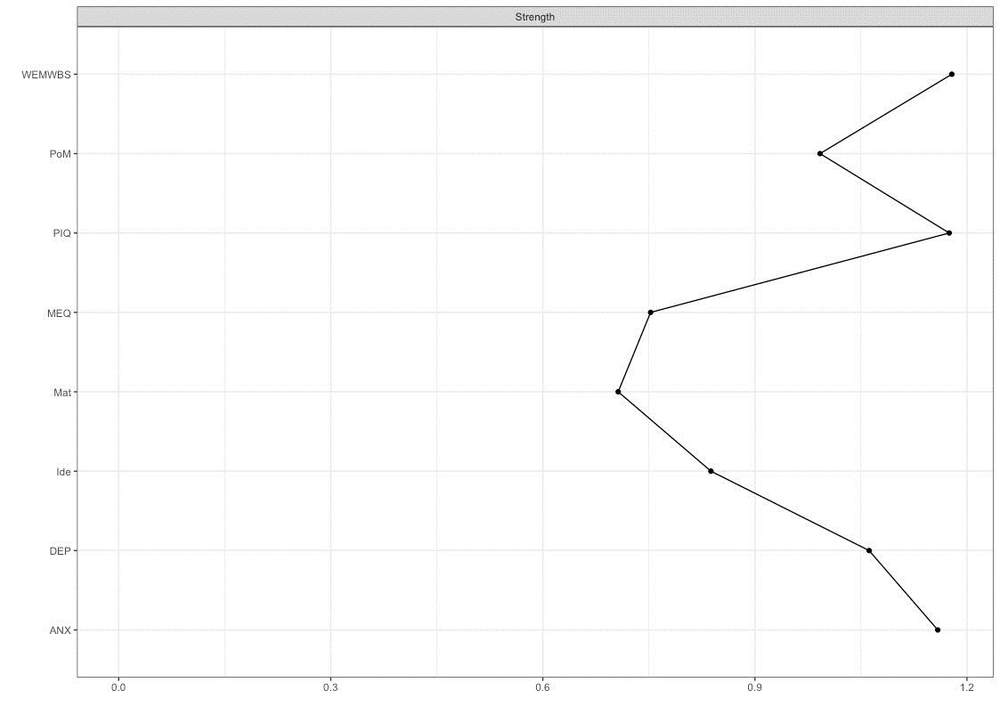 Strength
WEMWBS
PoM
PIQ
MEQ
Mat
Ide
DEP
ANX
0.0 0.3 0.6 0.9 1.2